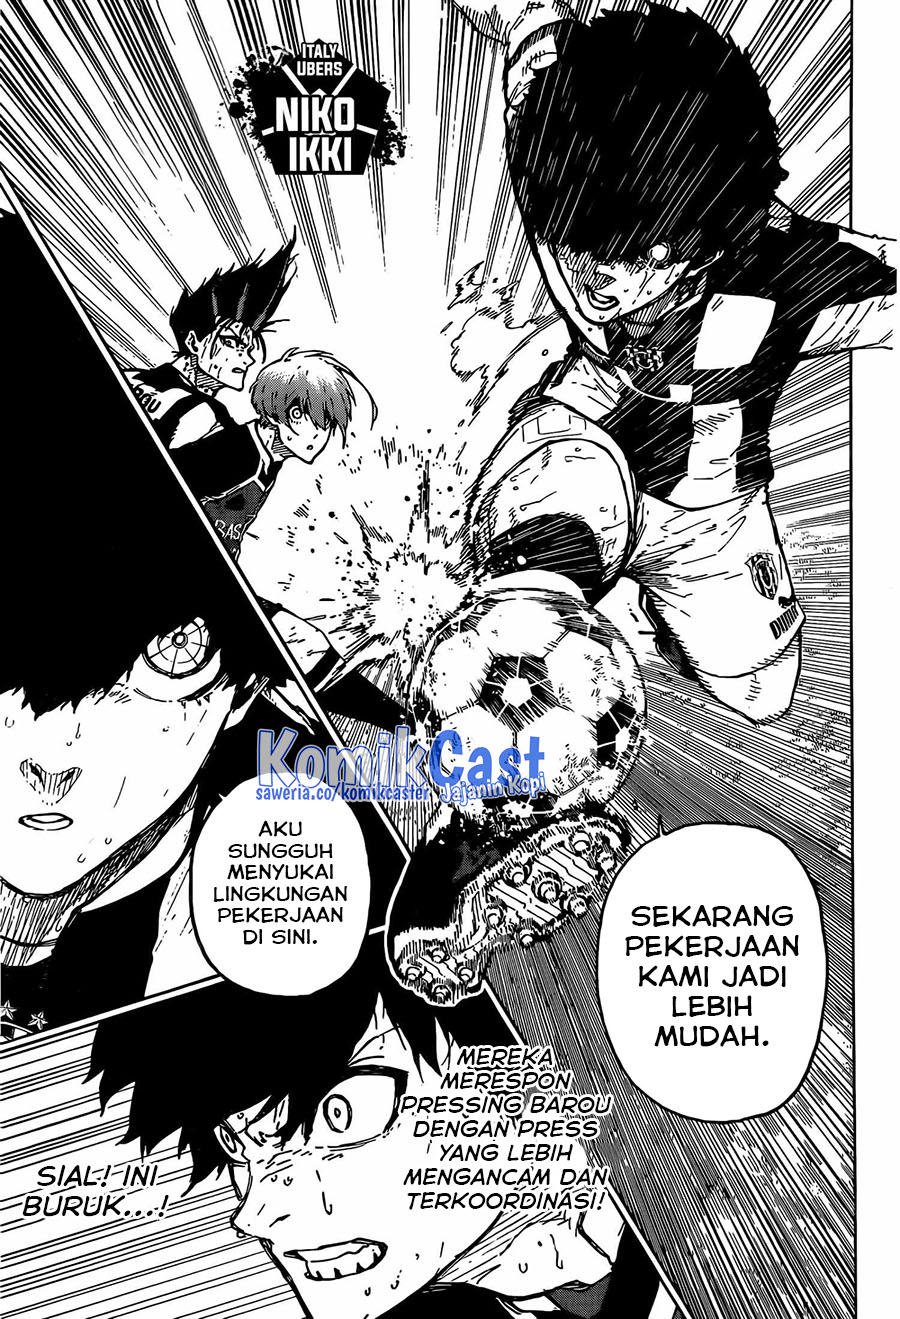 ITALY
UBERS
NIKO
IKKI
BAS
KomikCast
saweria.co/komikcaster Jajanin Kopi
SEKARANG
PEKERJAAN
KAMI JADI
LEBIH
MUDAH.
AKU
SUNGGUH
MENYUKAI
LINGKUNGAN
PEKERJAAN
DI SINI.
MEREKA
MERESPON
PRESSING BAROU
DENGAN PRESS
YANG LEBIH
MENGANCAM DAN
TERKOORDINASI!
SIAL! INI
BURUK...!